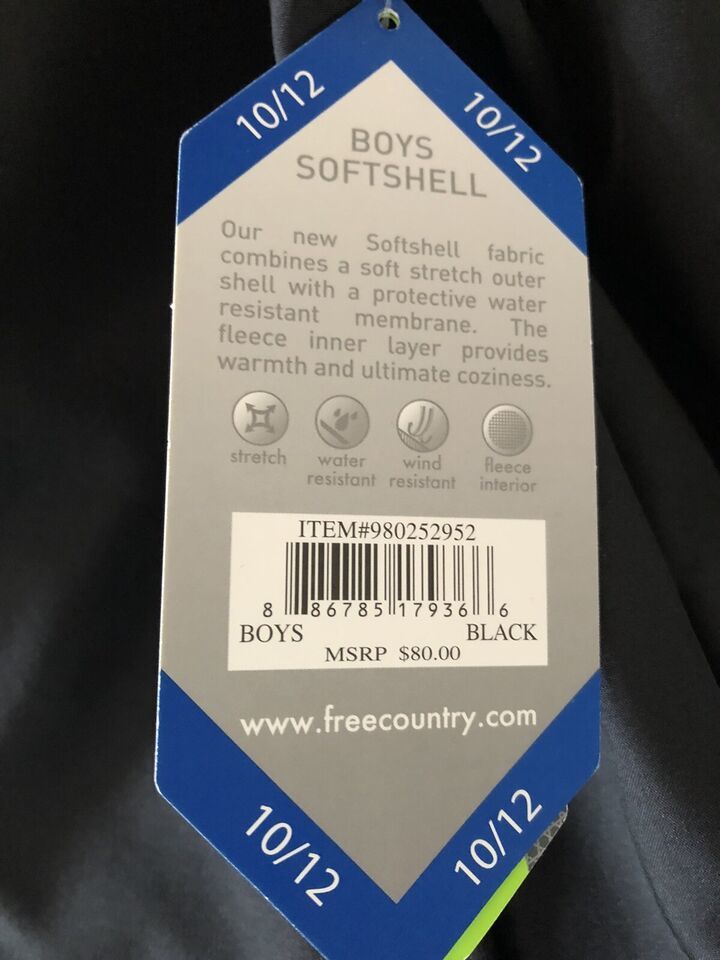 10/12
10/12
BOYS
SOFTSHELL
Our new Softshell fabric
combines a soft stretch outer
shell with a protective water
resistant membrane. The
fleece inner layer provides
warmth and ultimate coziness.
stretch
water
resistant
wind
resistant
fleece
interior
ITEM#980252952
8 86785 17936 6
BOYS BLACK
MSRP $80.00
www.freecountry.com
10/12
10/12